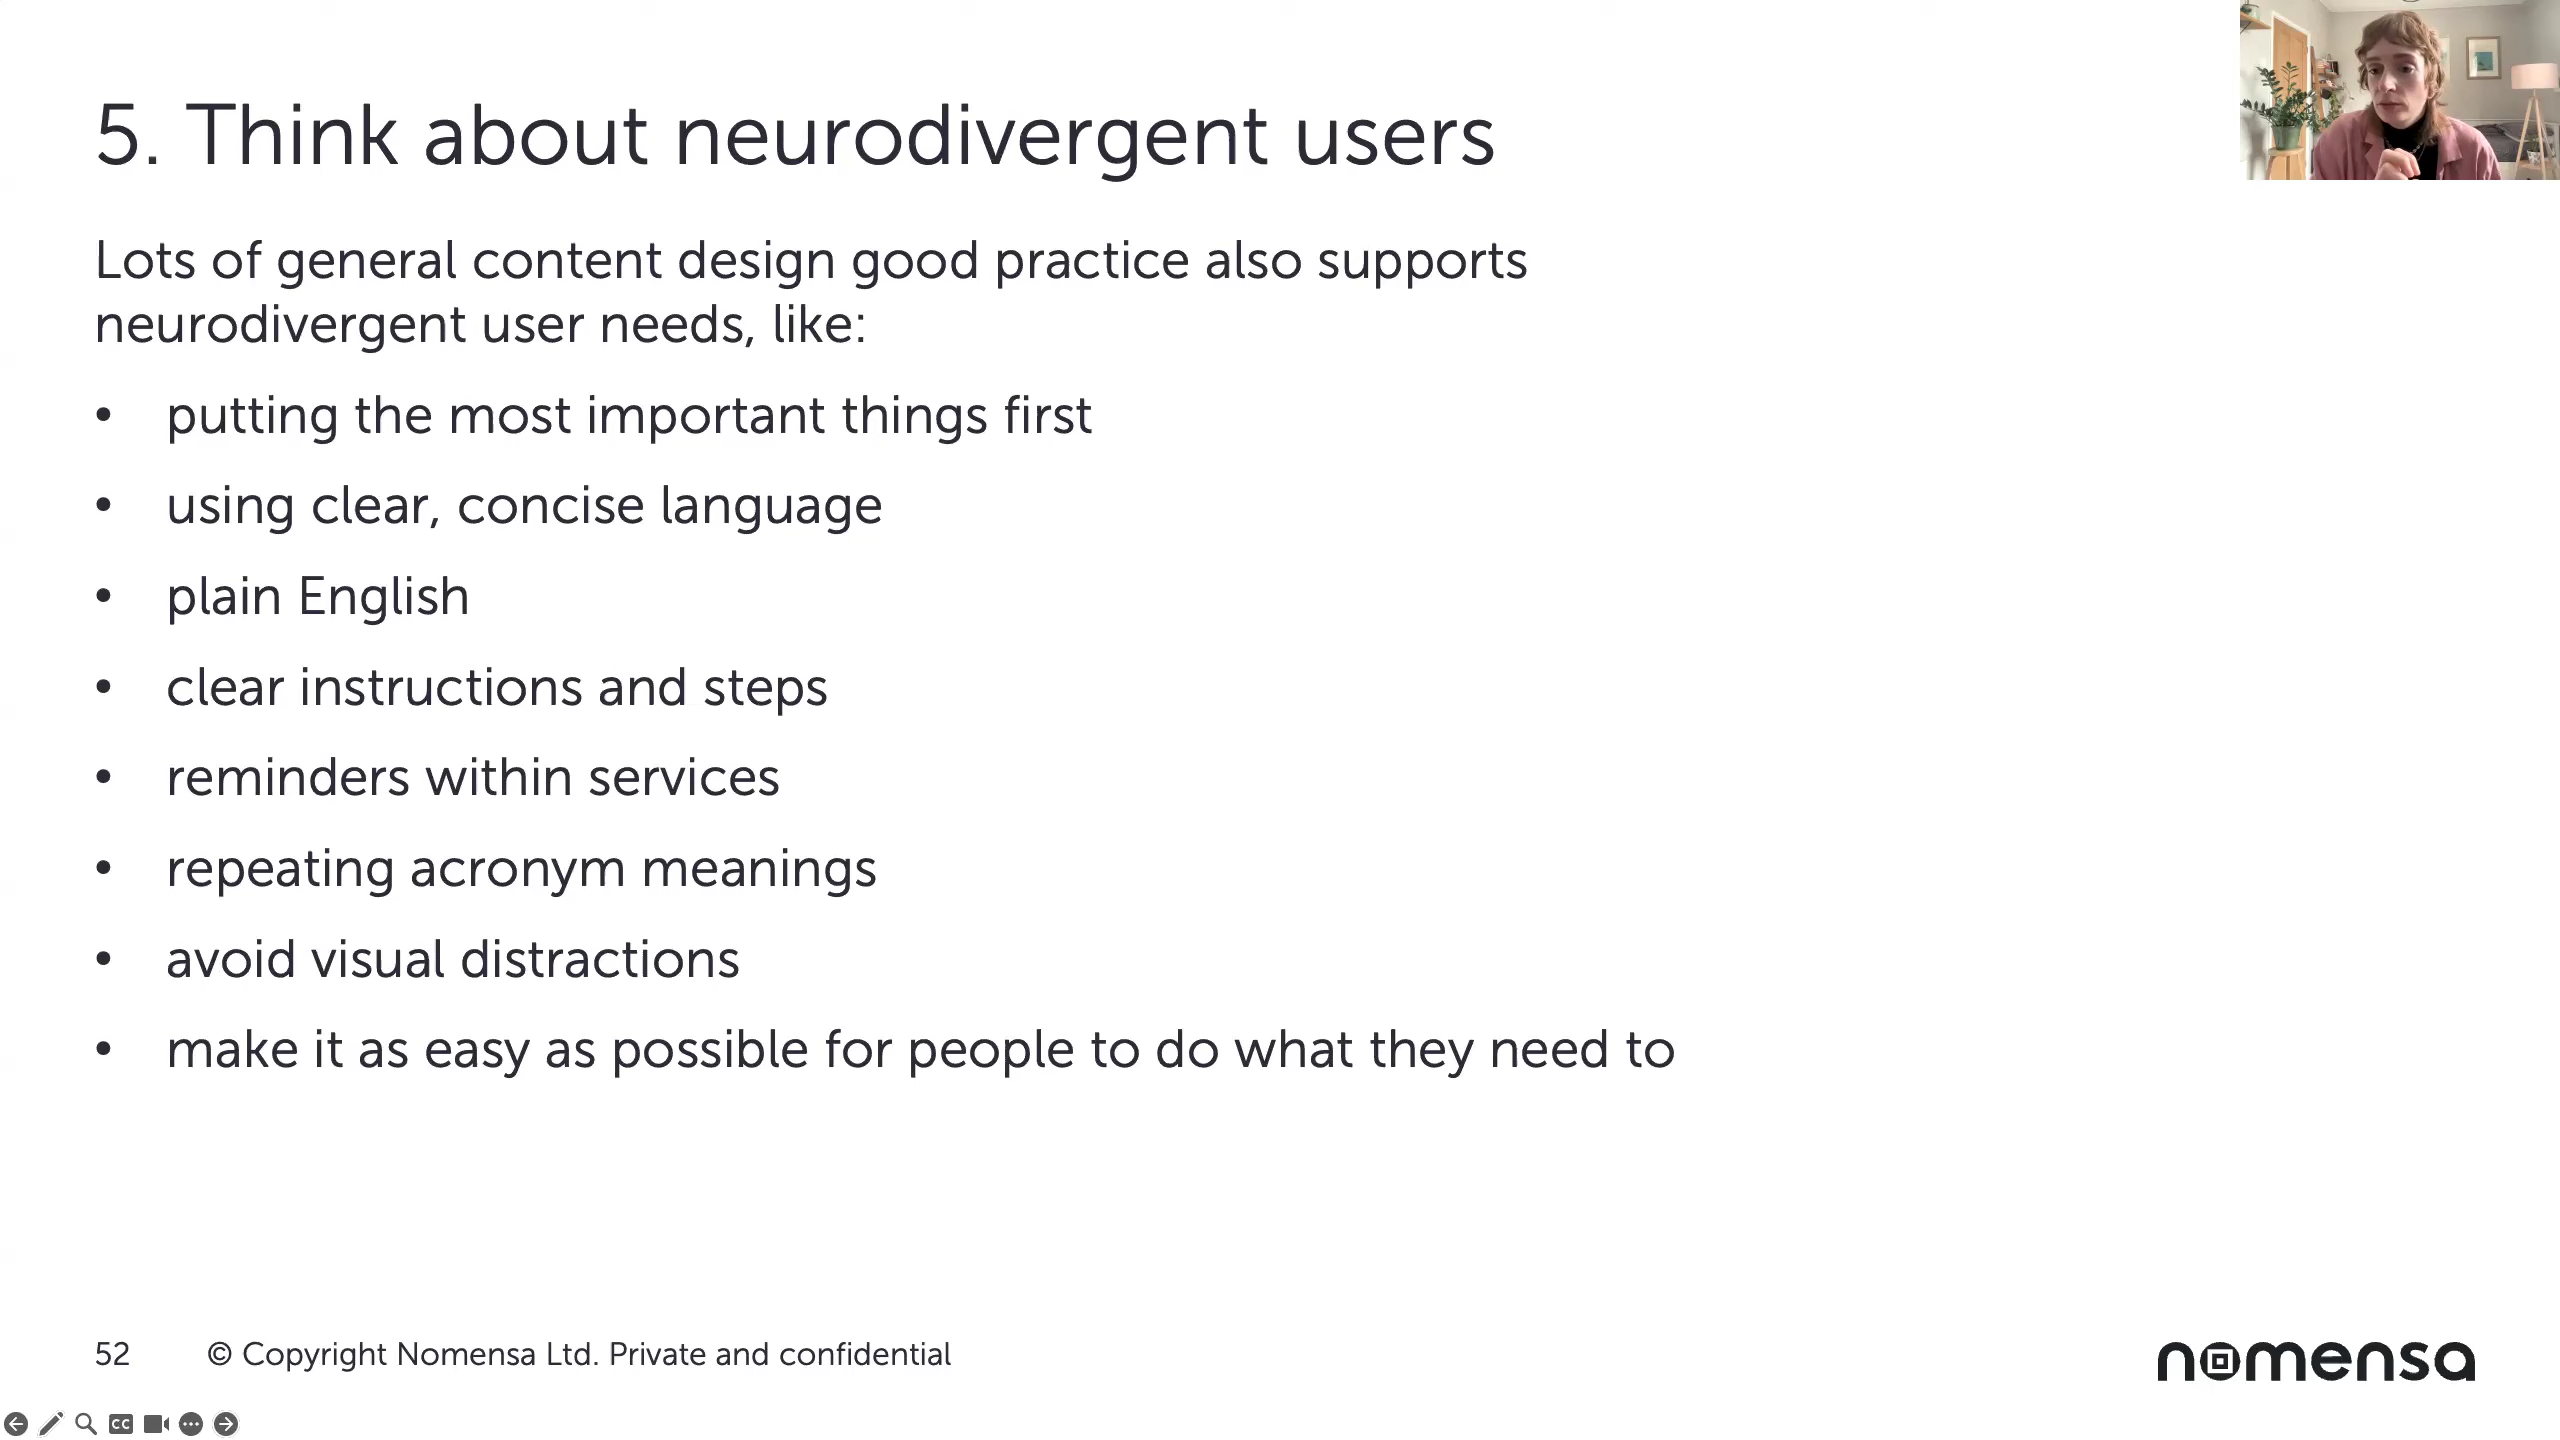 5. Think about neurodivergent users
Lots of general content design good practice also supports
neurodivergent user needs, like:
• putting the most important things first
• using clear, concise language
• plain English
• clear instructions and steps
• reminders within services
• repeating acronym meanings
• avoid visual distractions
• make it as easy as possible for people to do what they need to
52 © Copyright Nomensa Ltd. Private and confidential
nomensa
CC